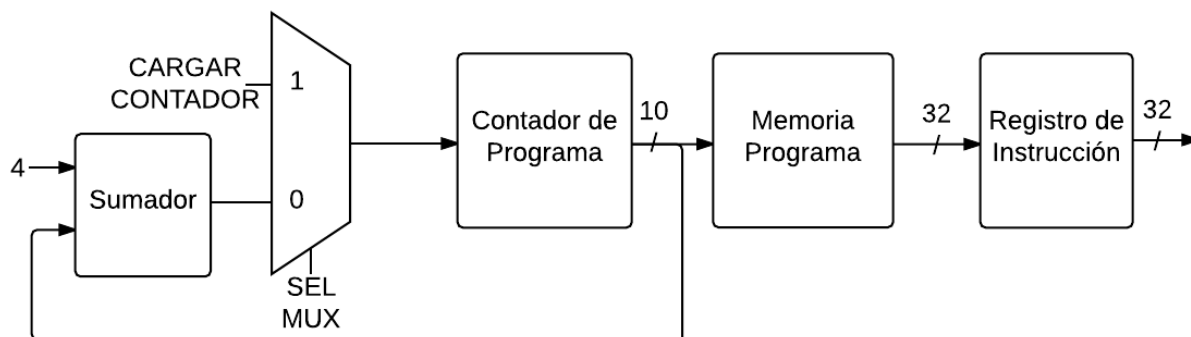 CARGAR
CONTADOR
1
4
Sumador
0
SEL
MUX
Contador de
Programa
10
Memoria
Programa
32
Registro de
Instrucción
32